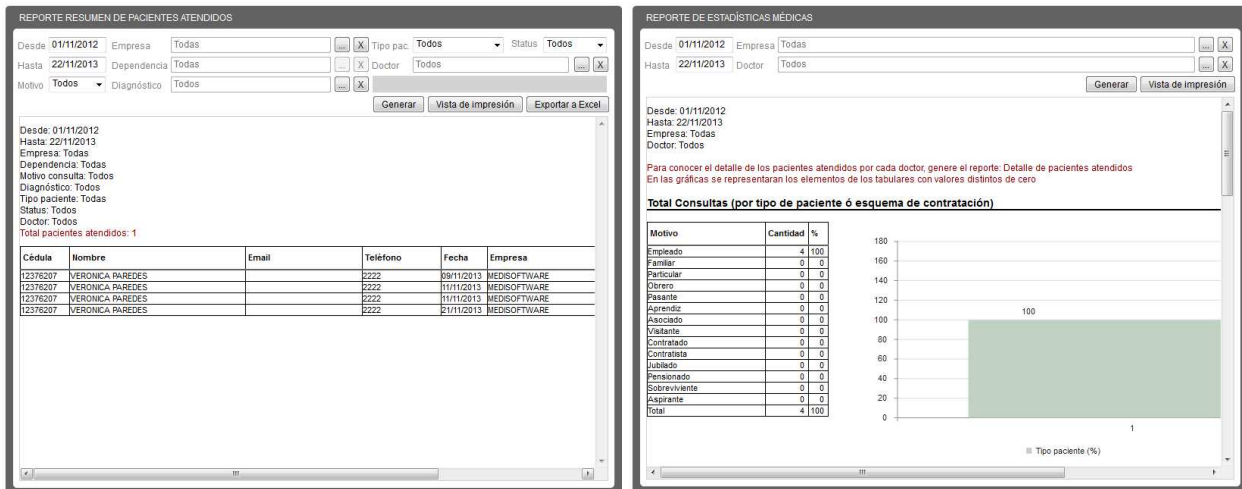 REPORTE RESUMEN DE PACIENTES ATENDIDOS
Desde 01/11/2012 Empresa Todas ... X Tipo pac. Todos Status Todos
Hasta 22/11/2013 Dependencia Todas ... X Doctor Todos ... X
Motivo Todos Diagnóstico Todos ... X
Generar Vista de impresión Exportar a Excel
Desde: 01/11/2012
Hasta: 22/11/2013
Empresa: Todas
Dependencia: Todas
Motivo consulta: Todos
Diagnóstico: Todos
Tipo paciente: Todas
Status: Todos
Doctor: Todos
Total pacientes atendidos: 1
Cédula Nombre Email Teléfono Fecha Empresa
12376207 VERONICA PAREDES 2222 09/11/2013 MEDISOFTWARE
12376207 VERONICA PAREDES 2222 11/11/2013 MEDISOFTWARE
12376207 VERONICA PAREDES 2222 11/11/2013 MEDISOFTWARE
12376207 VERONICA PAREDES 2222 21/11/2013 MEDISOFTWARE
REPORTE DE ESTADÍSTICAS MÉDICAS
Desde 01/11/2012 Empresa Todas ... X
Hasta 22/11/2013 Doctor Todos ... X
Generar Vista de impresión
Desde: 01/11/2012
Hasta: 22/11/2013
Empresa: Todas
Doctor: Todos
Para conocer el detalle de los pacientes atendidos por cada doctor, genere el reporte: Detalle de pacientes atendidos
En las gráficas se representaran los elementos de los tabulares con valores distintos de cero
Total Consultas (por tipo de paciente ó esquema de contratación)
Motivo Cantidad %
Empleado 4 100
Familiar 0 0
Particular 0 0
Obrero 0 0
Pasante 0 0
Aprendiz 0 0
Asociado 0 0
Visitante 0 0
Contratado 0 0
Contratista 0 0
Jubilado 0 0
Pensionado 0 0
Sobreviviente 0 0
Aspirante 0 0
Total 4 100
180
160
140
120
100
80
60
40
20
0
100
1
Tipo paciente (%)